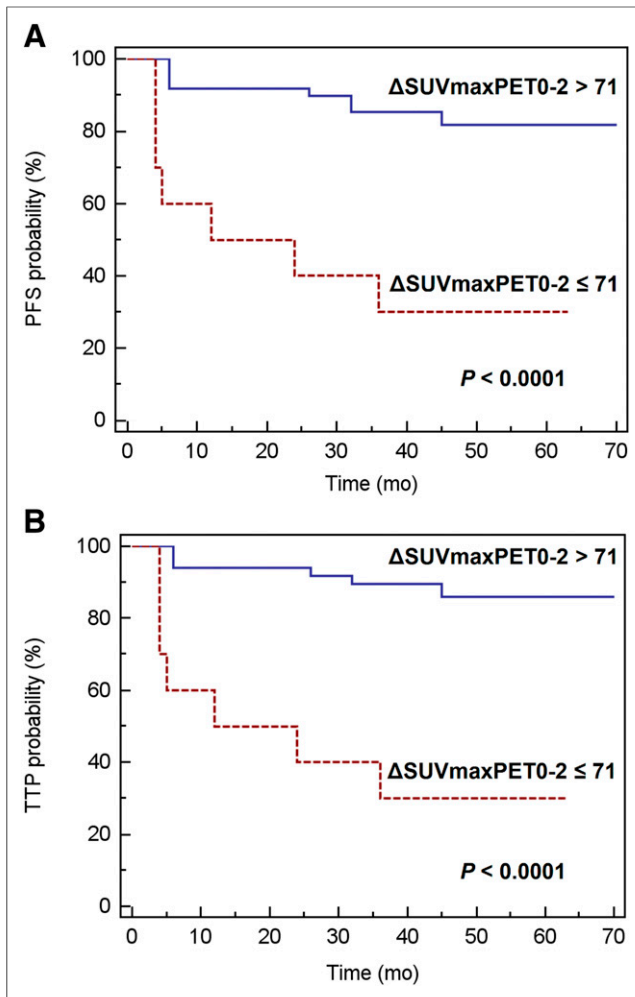 A
100
80
60
40
20
0
PFS probability (%)
ΔSUVmaxPET0-2 > 71
ΔSUVmaxPET0-2 ≤ 71
P < 0.0001
0 10 20 30 40 50 60 70
Time (mo)
B
100
80
60
40
20
0
TTP probability (%)
ΔSUVmaxPET0-2 > 71
ΔSUVmaxPET0-2 ≤ 71
P < 0.0001
0 10 20 30 40 50 60 70
Time (mo)